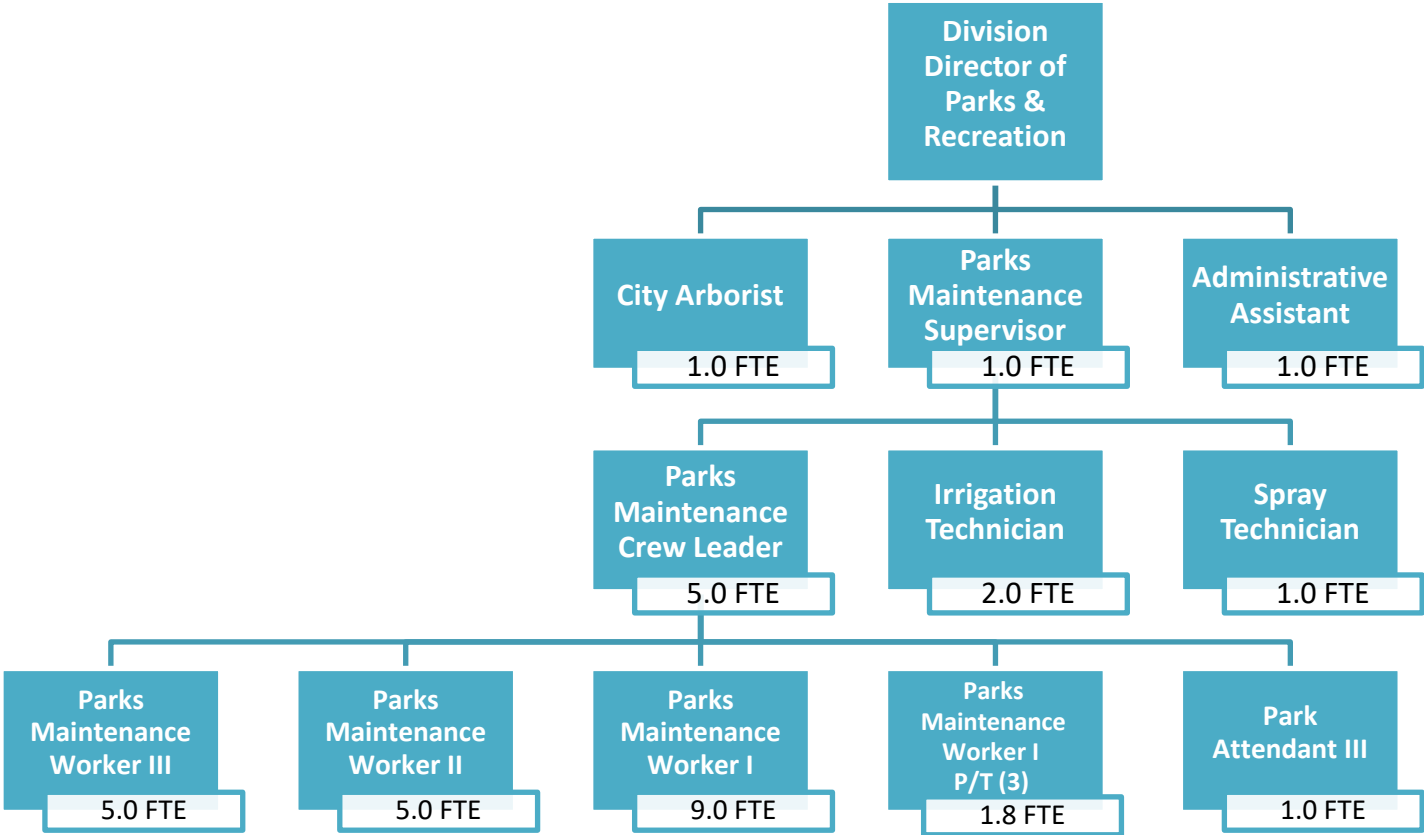 Division
Director of
Parks &
Recreation
City Arborist
1.0 FTE
Parks
Maintenance
Supervisor
1.0 FTE
Administrative
Assistant
1.0 FTE
Parks
Maintenance
Crew Leader
5.0 FTE
Irrigation
Technician
2.0 FTE
Spray
Technician
1.0 FTE
Parks
Maintenance
Worker III
5.0 FTE
Parks
Maintenance
Worker II
5.0 FTE
Parks
Maintenance
Worker I
9.0 FTE
Parks
Maintenance
Worker I
P/T (3)
1.8 FTE
Park
Attendant III
1.0 FTE